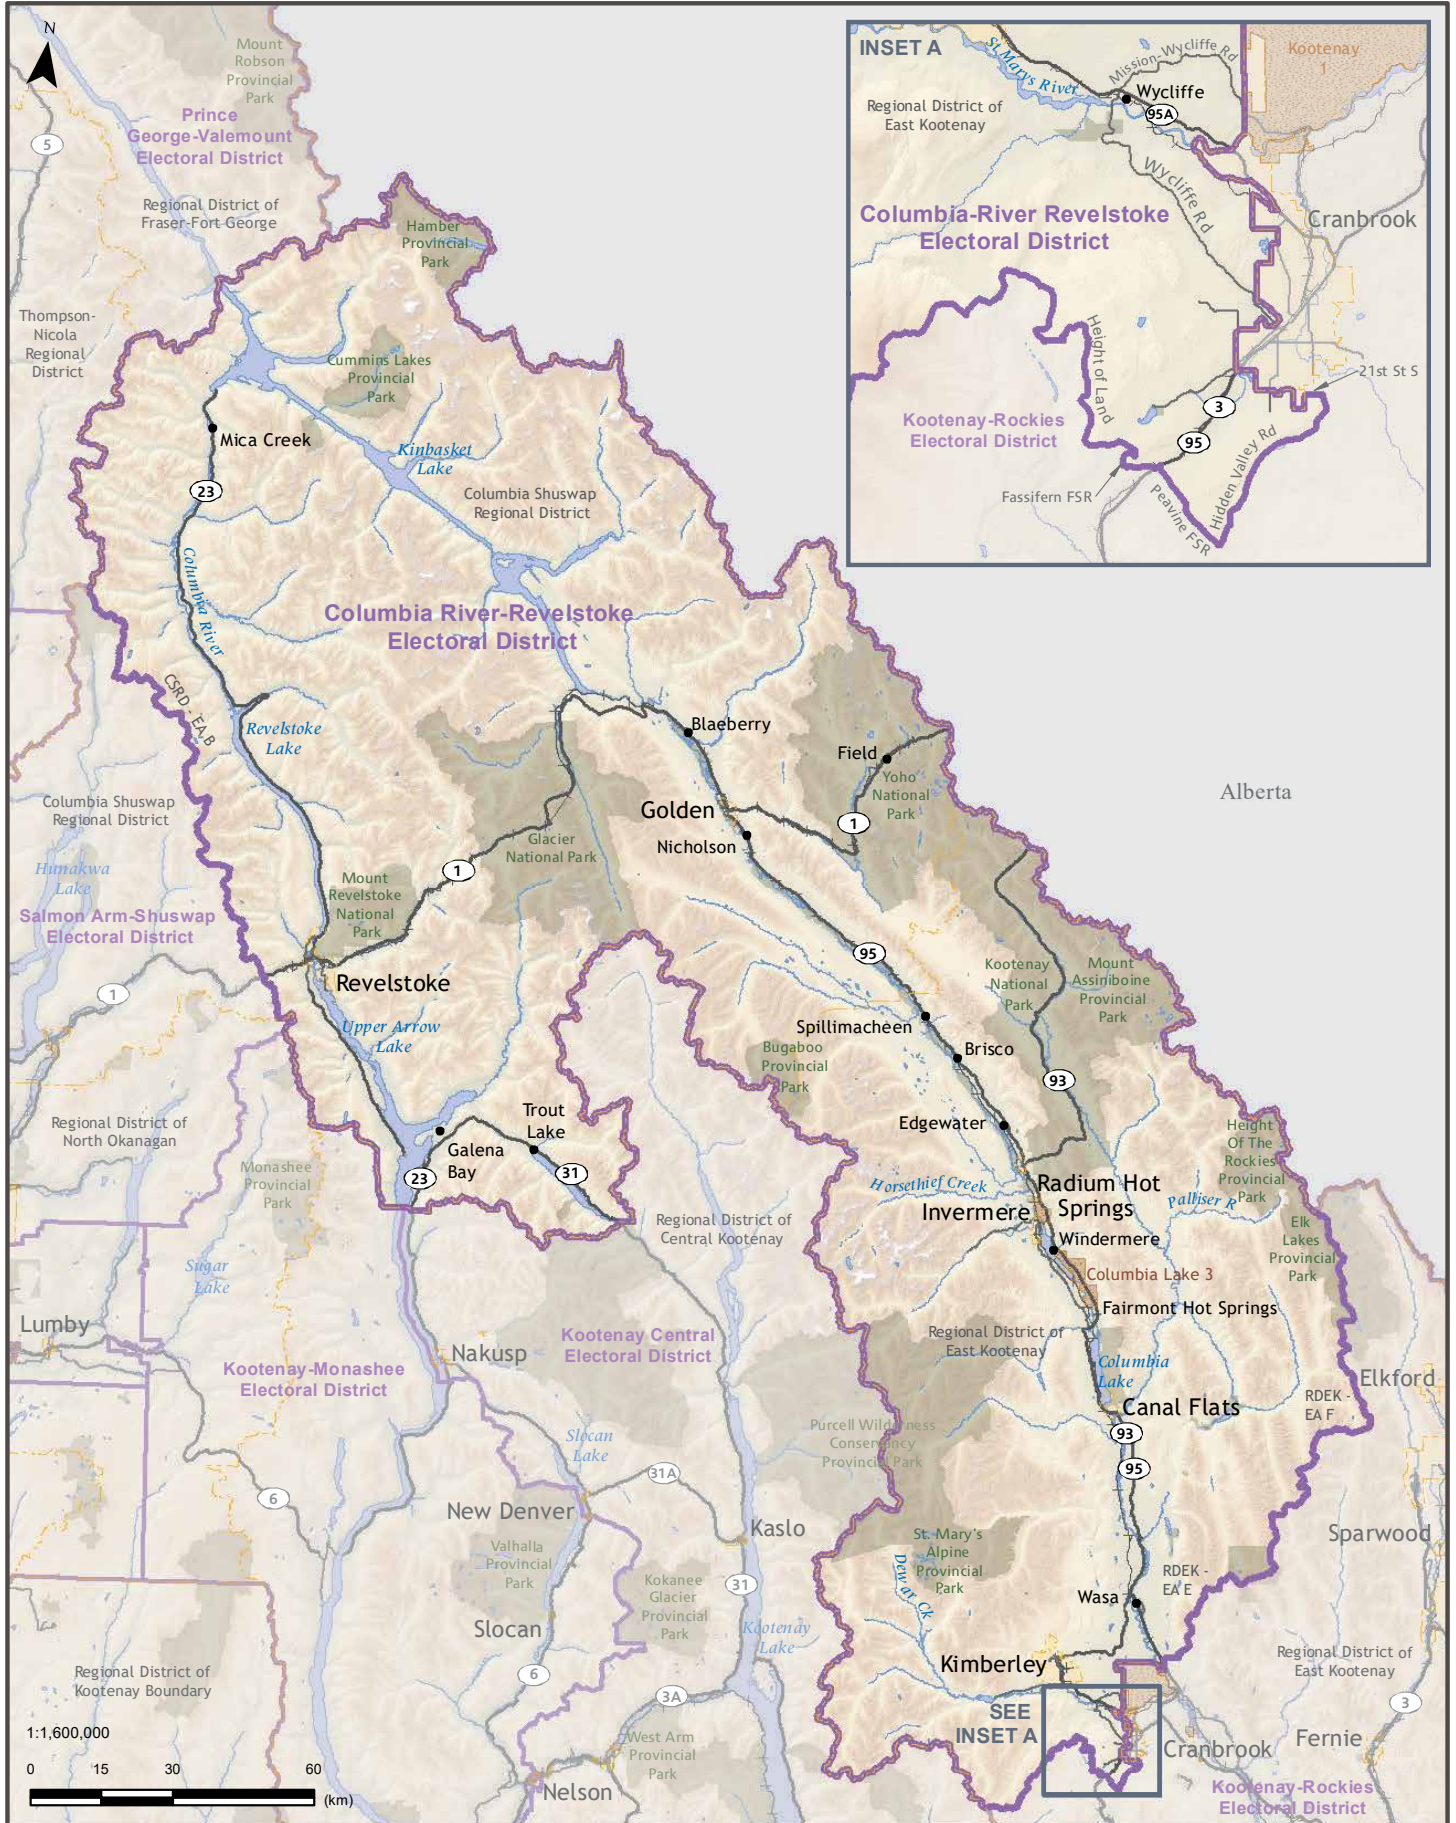 N
Mount
Robson
Provincial
Park
Prince
George-Valemount
Electoral District
5
Regional District of
Fraser-Fort George
Hamber
Provincial
Park
Thompson-
Nicola
Regional
District
Cummins Lakes
Provincial
Park
Mica Creek
Kinbasket
Lake
23
Columbia Shuswap
Regional District
Columbia River
Columbia River-Revelstoke
Electoral District
CSRD - EA B
Revelstoke
Lake
Blaeberry
Field
Yoho
National
Park
Alberta
Columbia Shuswap
Regional District
Golden
1
Nicholson
Glacier
National Park
Hunakwa
Lake
1
Mount
Revelstoke
National
Park
Salmon Arm-Shuswap
Electoral District
95
Kootenay
National
Park
Mount
Assiniboine
Provincial
Park
1
Revelstoke
Upper Arrow
Lake
Spillimacheen
Brisco
Bugaboo
Provincial
Park
93
Regional District of
North Okanagan
Trout
Lake
Edgewater
Height
Of The
Rockies
Provincial
Park
Galena
Bay
Monashee
Provincial
Park
23
31
Horsethief Creek
Radium Hot
Springs
Palliser R
Invermere
Regional District of
Central Kootenay
Elk
Lakes
Provincial
Park
Windermere
Sugar
Lake
Columbia Lake 3
Fairmont Hot Springs
Lumby
Kootenay Central
Electoral District
Regional District of
East Kootenay
Nakusp
Kootenay-Monashee
Electoral District
Columbia
Lake
Elkford
RDEK -
EA F
Canal Flats
Purcell Wilderness
Conservancy
Provincial Park
93
Slocan
Lake
31A
95
6
New Denver
Kaslo
Sparwood
Valhalla
Provincial
Park
St. Mary's
Alpine
Provincial
Park
Dewar Ck
RDEK -
EA E
Kokanee
Glacier
Provincial
Park
31
Wasa
Slocan
Kootenay
Lake
Regional District of
East Kootenay
Regional District of
Kootenay Boundary
6
Kimberley
3A
3
SEE
INSET A
1:1,600,000
West Arm
Provincial
Park
Cranbrook
Fernie
0 15 30 60
(km)
Nelson
Kootenay-Rockies
Electoral District
INSET A
St Marys River
Mission-Wycliffe Rd
Kootenay
1
Wycliffe
95A
Regional District of
East Kootenay
Wycliffe Rd
Columbia-River Revelstoke
Electoral District
Cranbrook
Height of Land
21st St S
3
Kootenay-Rockies
Electoral District
95
Hidden Valley Rd
Fassifern FSR
Peavine FSR